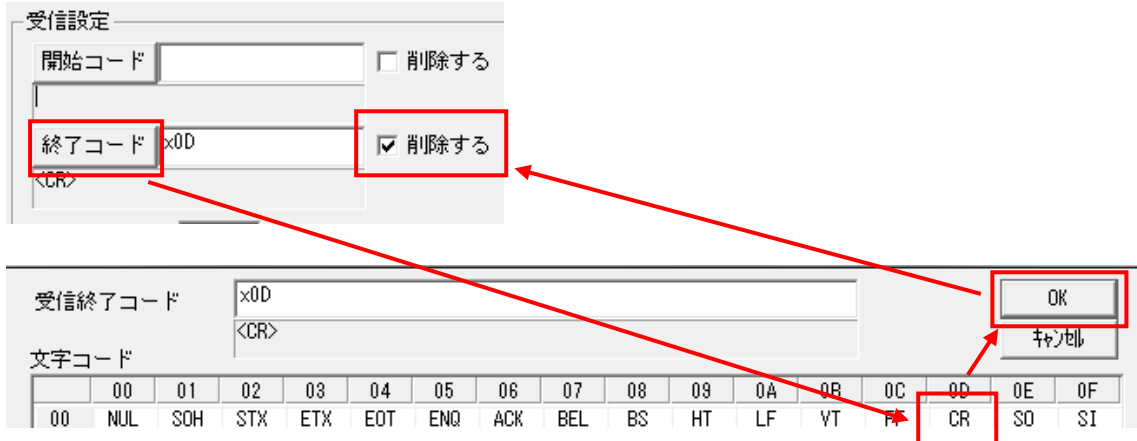 受信設定
開始コード 削除する
終了コード x0D 削除する
<CR>
受信終了コード x0D OK
<CR> キャンセル
文字コード
00 01 02 03 04 05 06 07 08 09 0A 0B 0C 0D 0E 0F
00 NUL SOH STX ETX EOT ENQ ACK BEL BS HT LF VT FF CR SO SI